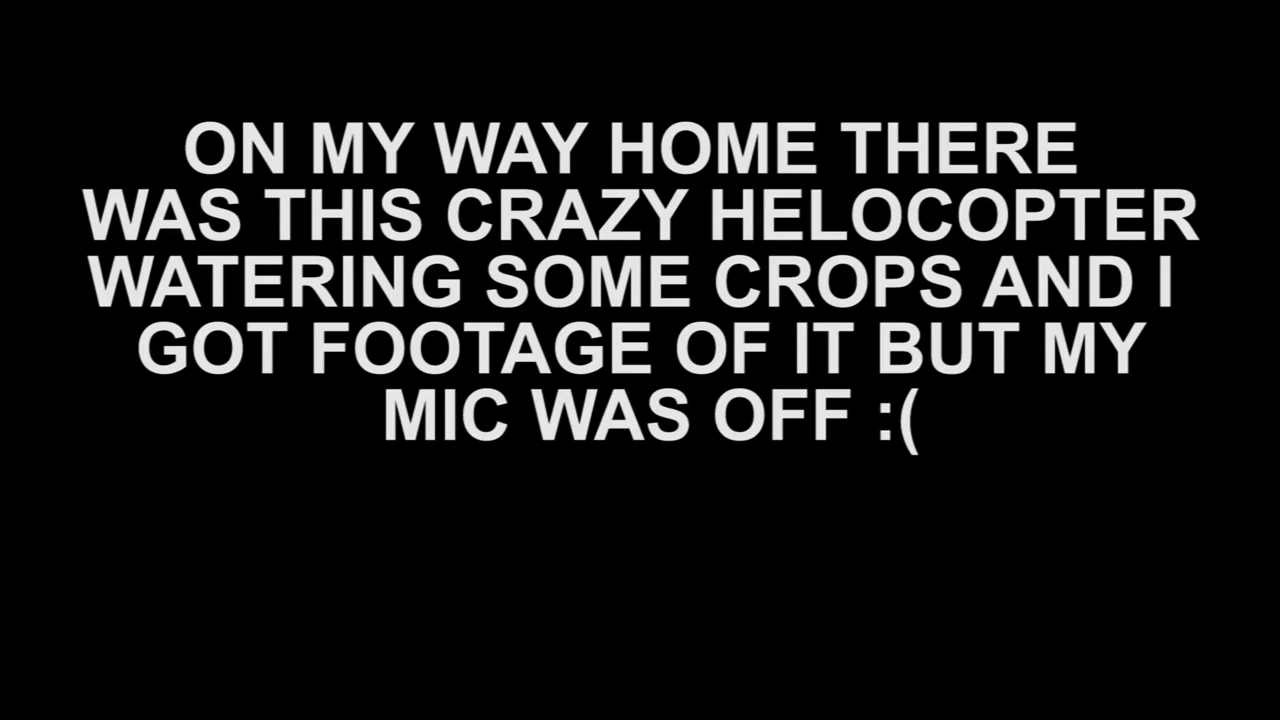 ON MY WAY HOME THERE
WAS THIS CRAZY HELOCOPTER
WATERING SOME CROPS AND I
GOT FOOTAGE OF IT BUT MY
MIC WAS OFF :(